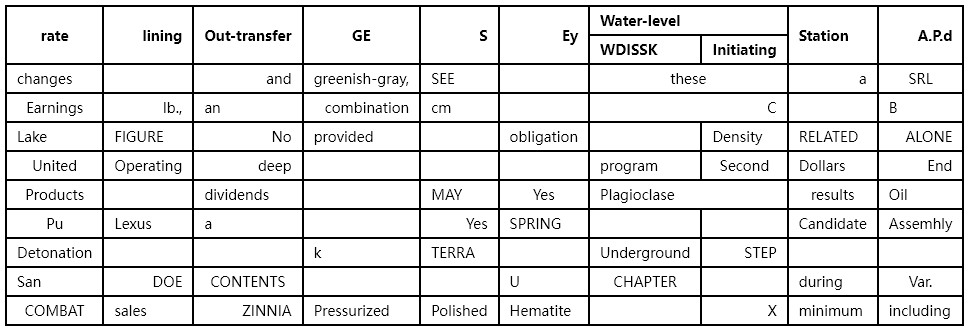 rate lining Out-transfer GE S Ey Water-level Station A.P.d
WDISSK Initiating
changes and greenish-gray, SEE these a SRL
Earnings lb., an combination cm C B
Lake FIGURE No provided obligation Density RELATED ALONE
United Operating deep program Second Dollars End
Products dividends MAY Yes Plagioclase results Oil
Pu Lexus a Yes SPRING Candidate Assembly
Detonation k TERRA Underground STEP
San DOE CONTENTS U CHAPTER during Var.
COMBAT sales ZINNIA Pressurized Polished Hematite X minimum including